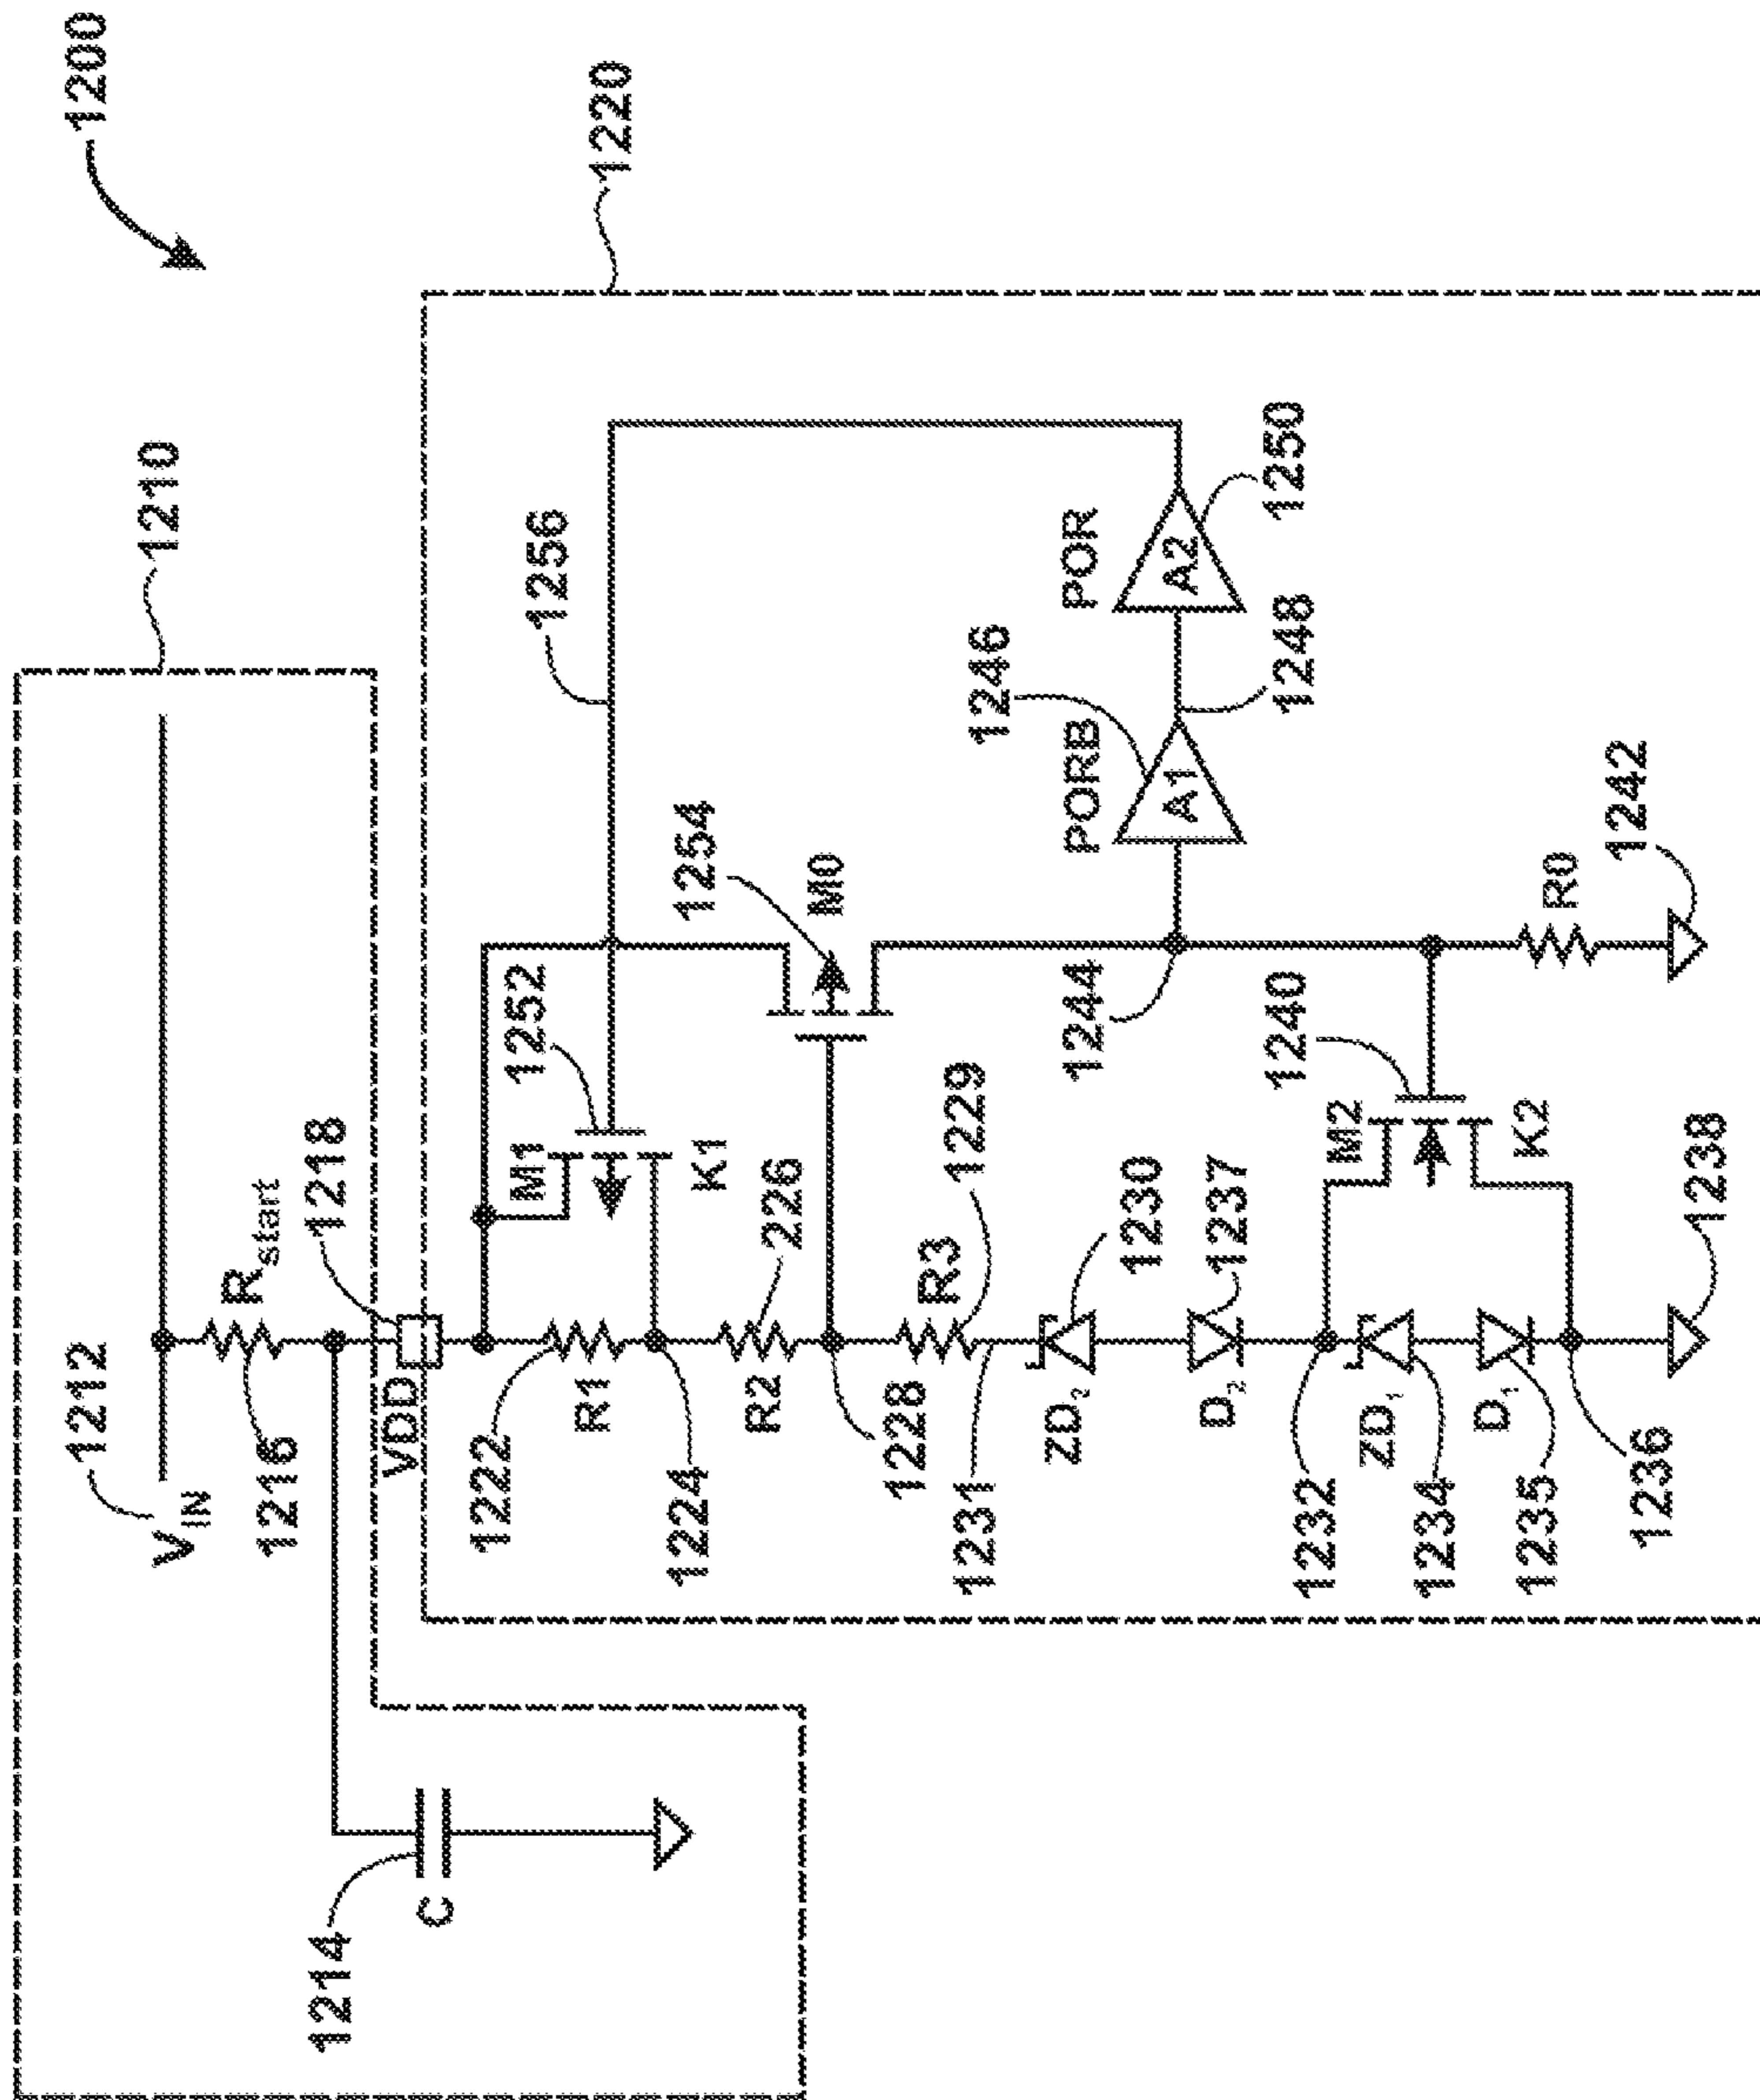 1200
1210
1212
V_IN
1216
R_start
1218
1214
C
VDD
1220
1222
R1
1224
M1
1252
K1
1256
226
R2
1228
1254
M0
R3
1229
1231
1230
ZD₂
1237
D₂
1232
1234
ZD₁
1235
D₁
1236
1238
M2
1240
K2
1244
R0
1242
PORB
1246
A1
1248
POR
A2
1250